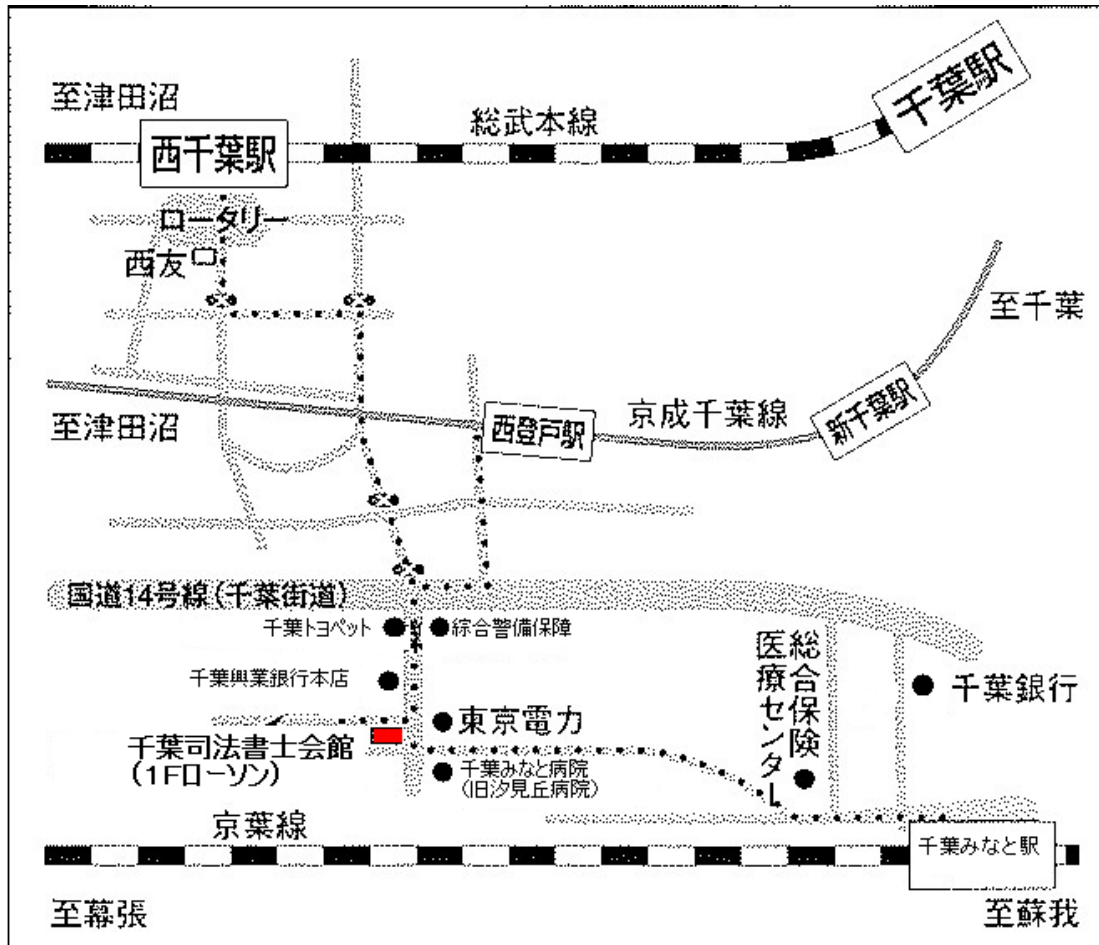 至津田沼
総武本線
千葉駅
西千葉駅
ロータリー
西友
至千葉
至津田沼
西登戸駅
京成千葉線
新千葉駅
国道14号線(千葉街道)
千葉トヨペット
綜合警備保障
千葉興業銀行本店
総合保険
医療センター
千葉銀行
東京電力
千葉司法書士会館
(1Fローソン)
千葉みなと病院
(旧汐見丘病院)
京葉線
千葉みなと駅
至幕張
至蘇我